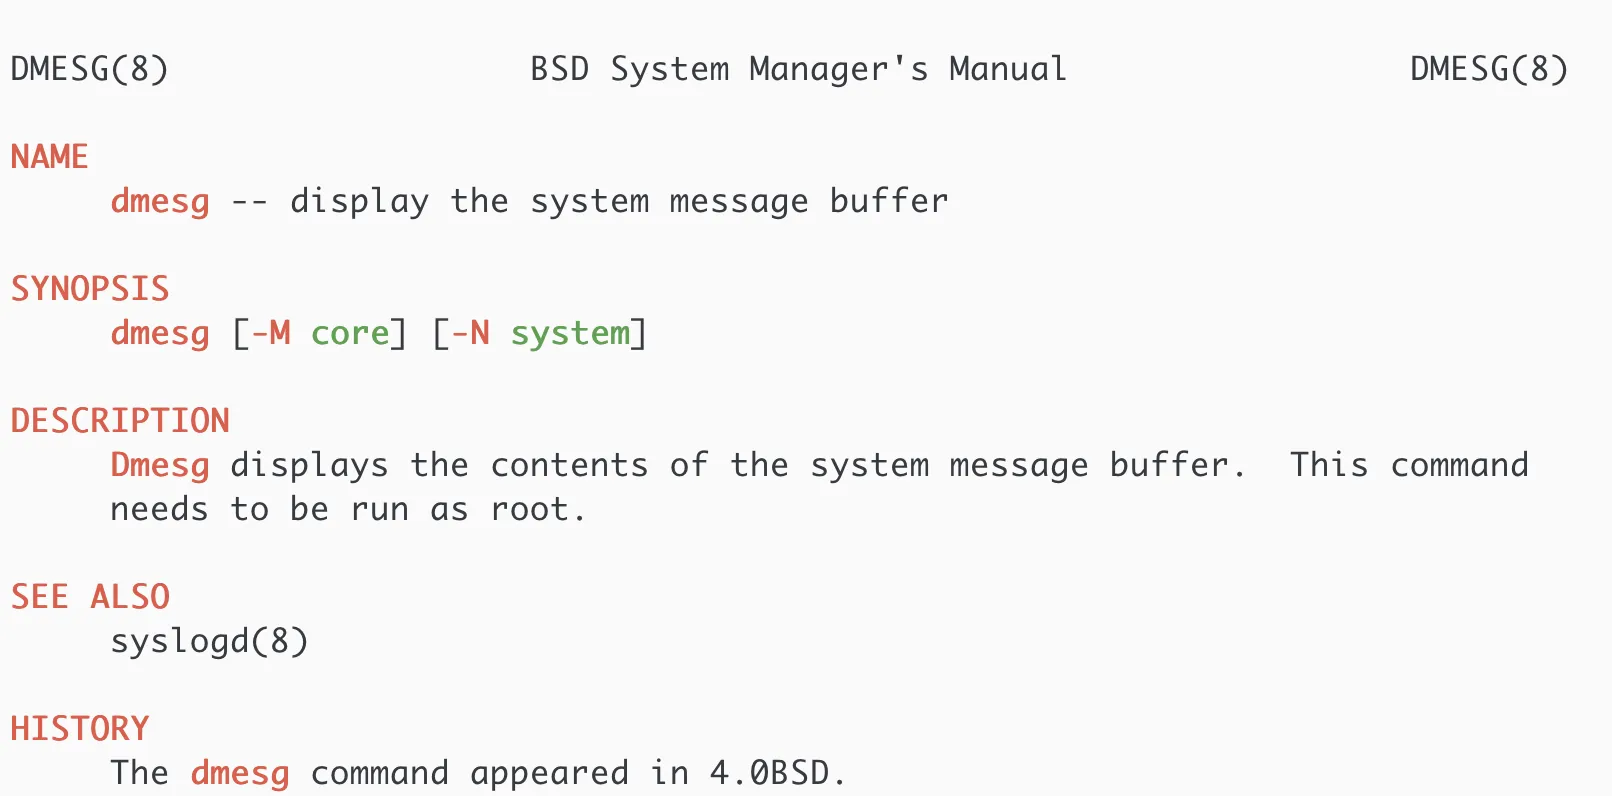 DMESG(8) BSD System Manager's Manual DMESG(8)
NAME
dmesg -- display the system message buffer
SYNOPSIS
dmesg [-M core] [-N system]
DESCRIPTION
Dmesg displays the contents of the system message buffer. This command
needs to be run as root.
SEE ALSO
syslogd(8)
HISTORY
The dmesg command appeared in 4.0BSD.